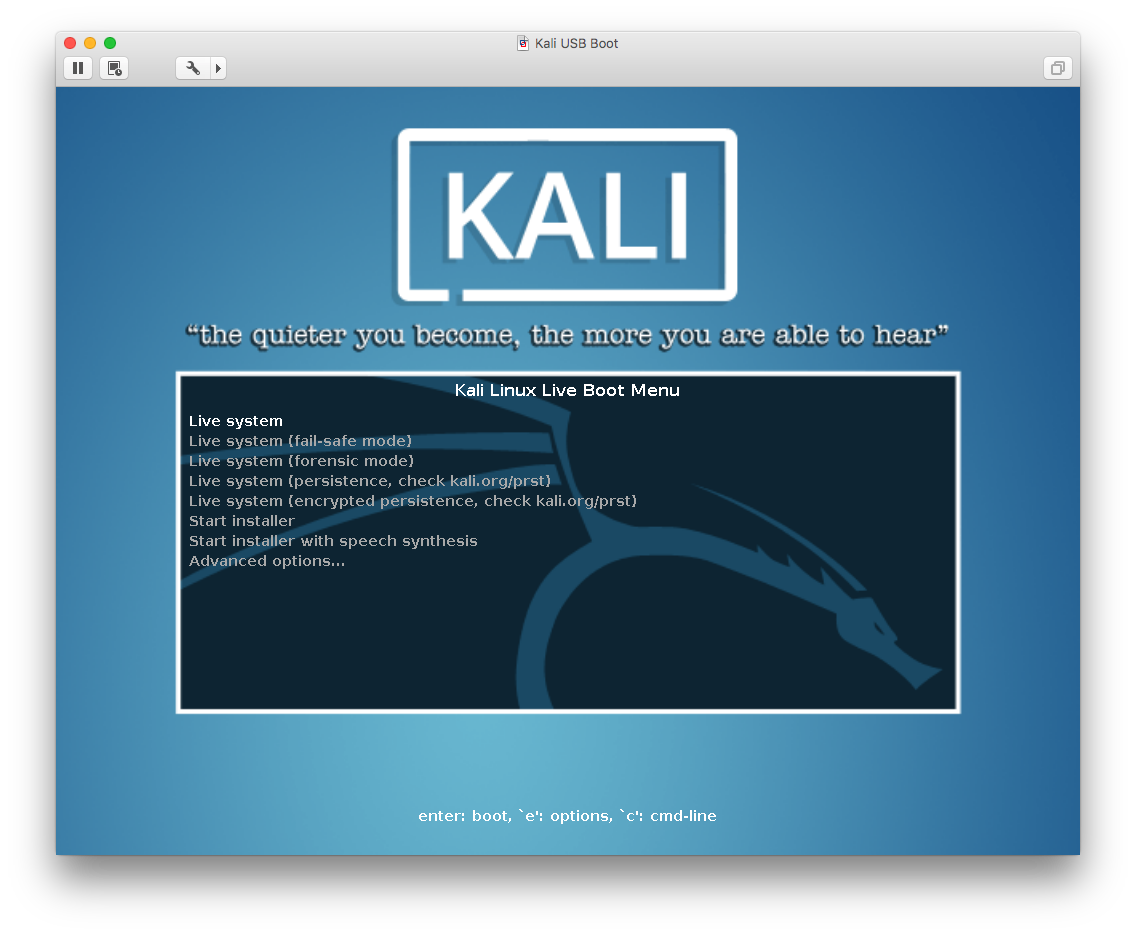 Kali USB Boot
KALI
“the quieter you become, the more you are able to hear”
Kali Linux Live Boot Menu
Live system
Live system (fail-safe mode)
Live system (forensic mode)
Live system (persistence, check kali.org/prst)
Live system (encrypted persistence, check kali.org/prst)
Start installer
Start installer with speech synthesis
Advanced options...
enter: boot, `e': options, `c': cmd-line